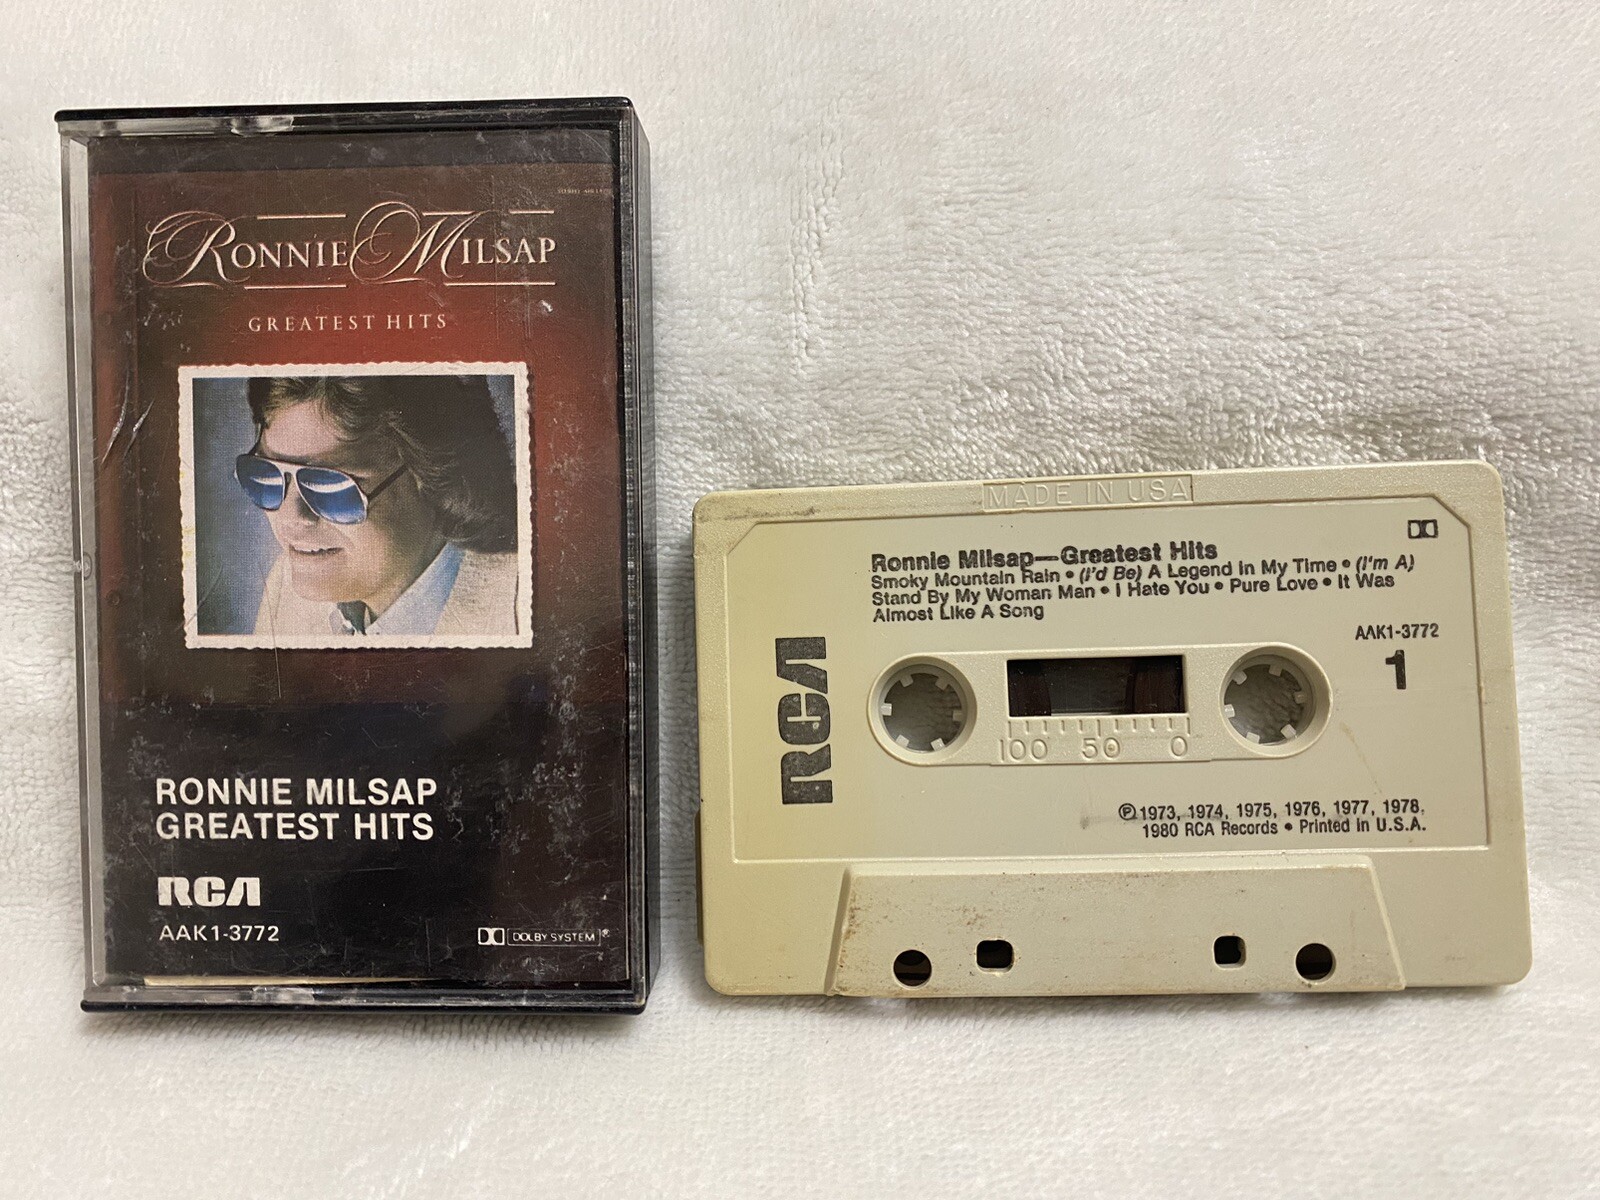 RONNIE MILSAP
GREATEST HITS
RONNIE MILSAP
GREATEST HITS
RCA
AAK1-3772
DOLBY SYSTEM®
MADE IN USA
Ronnie Milsap—Greatest Hits
Smoky Mountain Rain • (I'd Be) A Legend in My Time • (I'm A)
Stand By My Woman Man • I Hate You • Pure Love • It Was
Almost Like A Song
AAK1-3772
1
RCA
100 50 0
℗1973, 1974, 1975, 1976, 1977, 1978,
1980 RCA Records • Printed in U.S.A.